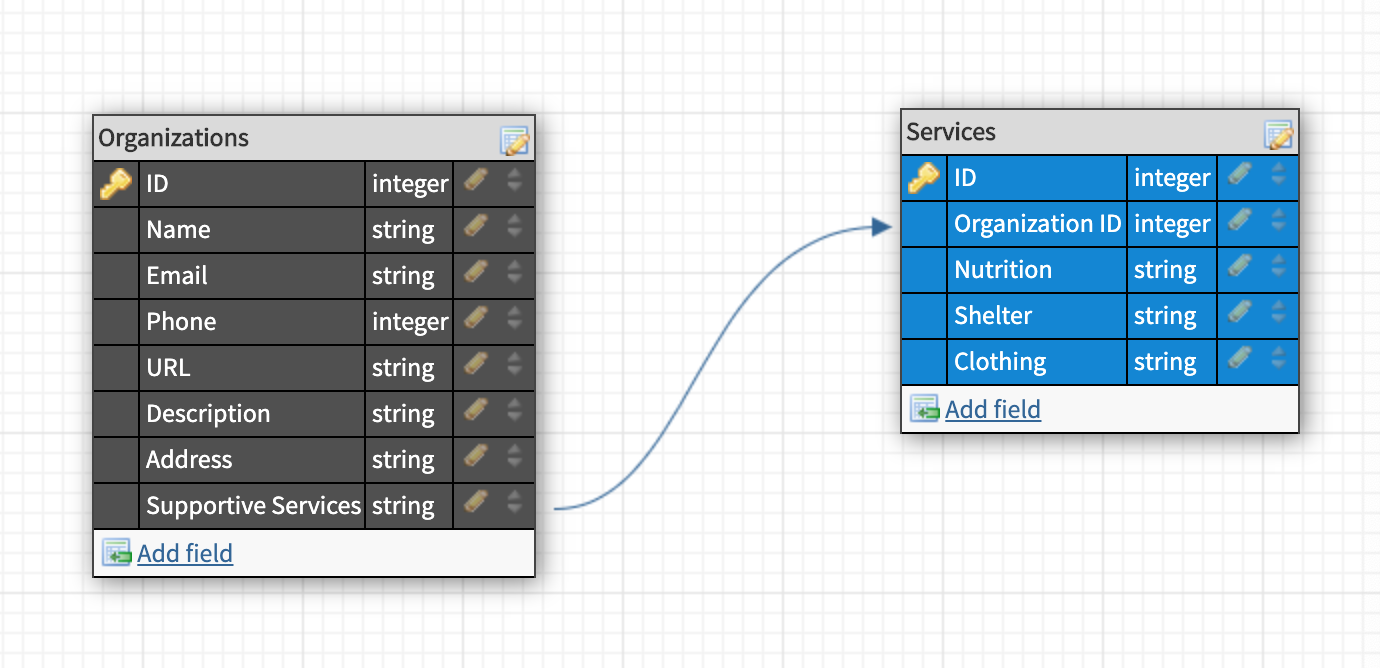 Organizations
ID integer
Name string
Email string
Phone integer
URL string
Description string
Address string
Supportive Services string
Add field
Services
ID integer
Organization ID integer
Nutrition string
Shelter string
Clothing string
Add field